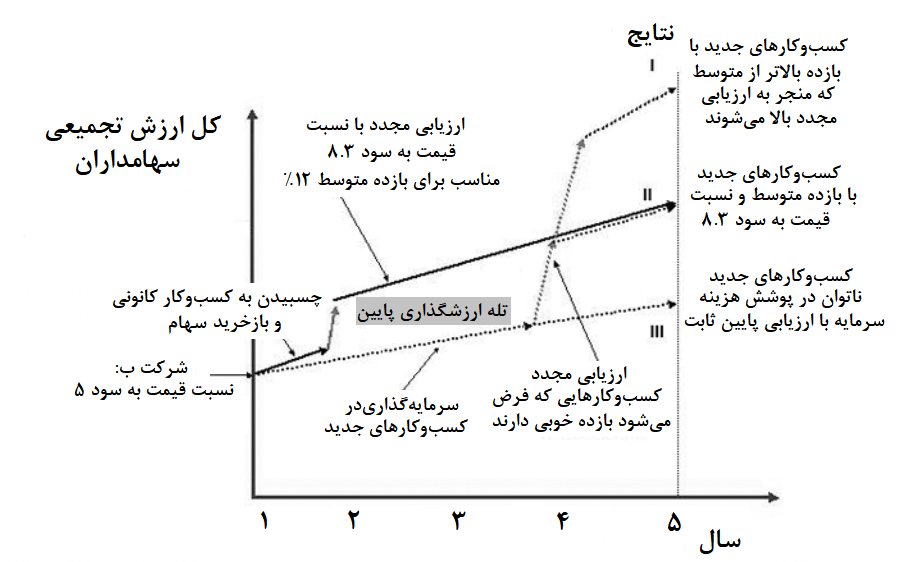 نتایج
کسب‌وکارهای جدید با
بازده بالاتر از متوسط
که منجر به ارزیابی
مجدد بالا می‌شوند
I
کل ارزش تجمیعی
سهامداران
ارزیابی مجدد با نسبت
قیمت به سود ۸.۳
مناسب برای بازده متوسط ۱۲٪
کسب‌وکارهای جدید
با بازده متوسط و نسبت
قیمت به سود ۸.۳
II
کسب‌وکارهای جدید
ناتوان در پوشش هزینه
سرمایه با ارزیابی پایین ثابت
III
چسبیدن به کسب‌وکار کانونی
و بازخرید سهام
تله ارزشگذاری پایین
شرکت ب:
نسبت قیمت به سود ۵
سرمایه‌گذاری‌در
کسب‌وکارهای جدید
ارزیابی مجدد
کسب‌وکارهایی که فرض
می‌شود بازده خوبی دارند
۱ ۲ ۳ ۴ ۵
سال